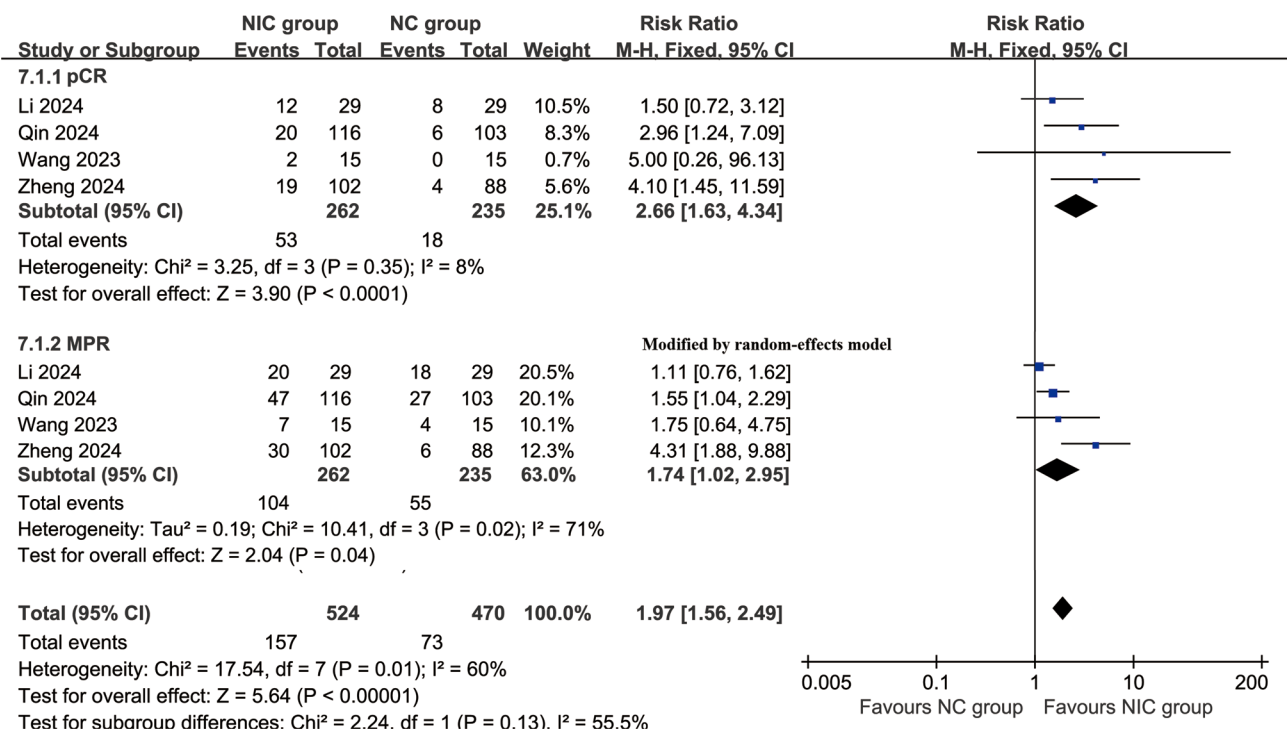 NIC group NC group Risk Ratio Risk Ratio
Study or Subgroup Events Total Events Total Weight M-H, Fixed, 95% CI M-H, Fixed, 95% CI
7.1.1 pCR
Li 2024 12 29 8 29 10.5% 1.50 [0.72, 3.12]
Qin 2024 20 116 6 103 8.3% 2.96 [1.24, 7.09]
Wang 2023 2 15 0 15 0.7% 5.00 [0.26, 96.13]
Zheng 2024 19 102 4 88 5.6% 4.10 [1.45, 11.59]
Subtotal (95% CI) 262 235 25.1% 2.66 [1.63, 4.34]
Total events 53 18
Heterogeneity: Chi² = 3.25, df = 3 (P = 0.35); I² = 8%
Test for overall effect: Z = 3.90 (P < 0.0001)
7.1.2 MPR Modified by random-effects model
Li 2024 20 29 18 29 20.5% 1.11 [0.76, 1.62]
Qin 2024 47 116 27 103 20.1% 1.55 [1.04, 2.29]
Wang 2023 7 15 4 15 10.1% 1.75 [0.64, 4.75]
Zheng 2024 30 102 6 88 12.3% 4.31 [1.88, 9.88]
Subtotal (95% CI) 262 235 63.0% 1.74 [1.02, 2.95]
Total events 104 55
Heterogeneity: Tau² = 0.19; Chi² = 10.41, df = 3 (P = 0.02); I² = 71%
Test for overall effect: Z = 2.04 (P = 0.04)
Total (95% CI) 524 470 100.0% 1.97 [1.56, 2.49]
Total events 157 73
Heterogeneity: Chi² = 17.54, df = 7 (P = 0.01); I² = 60%
Test for overall effect: Z = 5.64 (P < 0.00001)
Test for subgroup differences: Chi² = 2.24, df = 1 (P = 0.13), I² = 55.5%
0.005 0.1 1 10 200
Favours NC group Favours NIC group